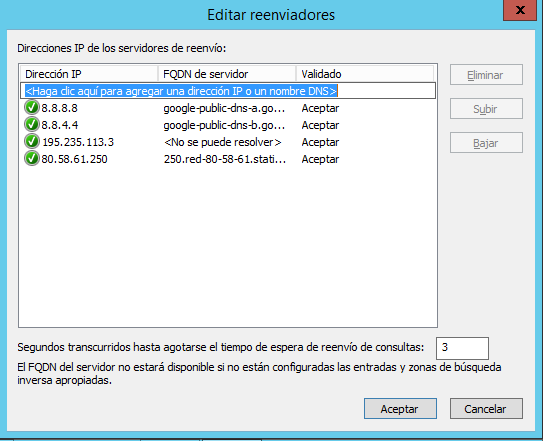 Editar reenviadores
x
Direcciones IP de los servidores de reenvío:
Dirección IP FQDN de servidor Validado
<Haga clic aquí para agregar una dirección IP o un nombre DNS>
8.8.8.8 google-public-dns-a.go... Aceptar
8.8.4.4 google-public-dns-b.go... Aceptar
195.235.113.3 <No se puede resolver> Aceptar
80.58.61.250 250.red-80-58-61.stati... Aceptar
Eliminar
Subir
Bajar
Segundos transcurridos hasta agotarse el tiempo de espera de reenvío de consultas: 3
El FQDN del servidor no estará disponible si no están configuradas las entradas y zonas de búsqueda
inversa apropiadas.
Aceptar Cancelar